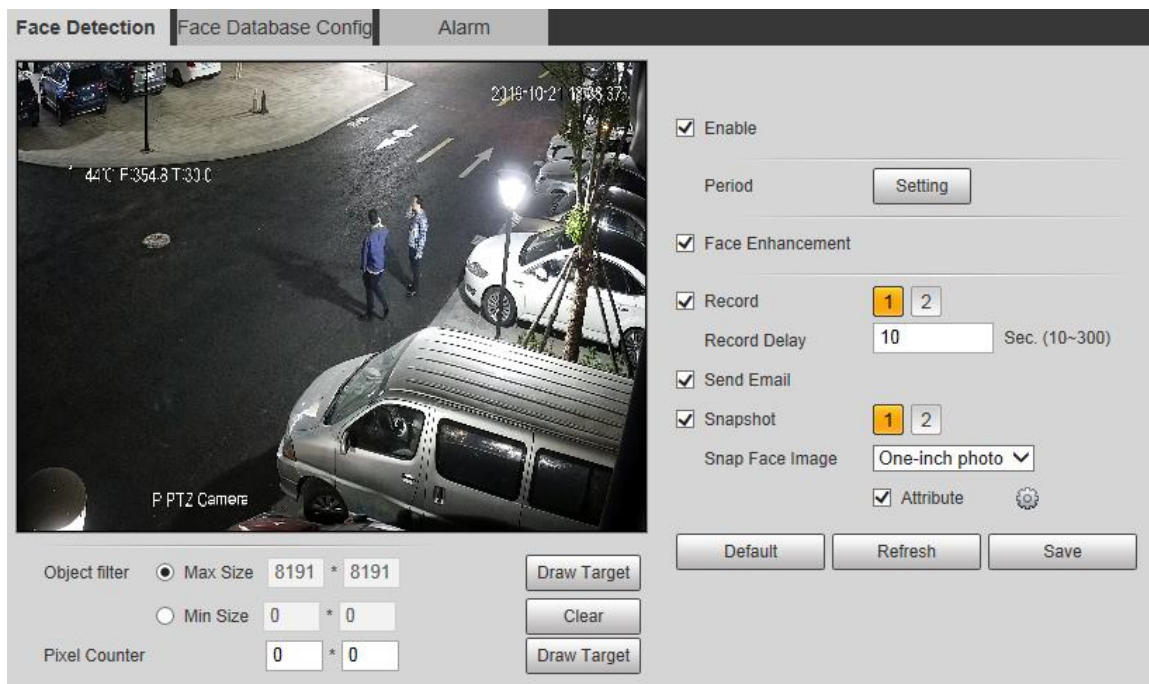 Face Detection Face Database Config Alarm
2019-10-21
44°C F:354.8 T:30.0
P PTZ Camera
Enable
Period Setting
Face Enhancement
Record 1 2
Record Delay 10 Sec. (10~300)
Send Email
Snapshot 1 2
Snap Face Image One-inch photo
Attribute
Default Refresh Save
Object filter Max Size 8191 * 8191 Draw Target
Min Size 0 * 0 Clear
Pixel Counter 0 * 0 Draw Target